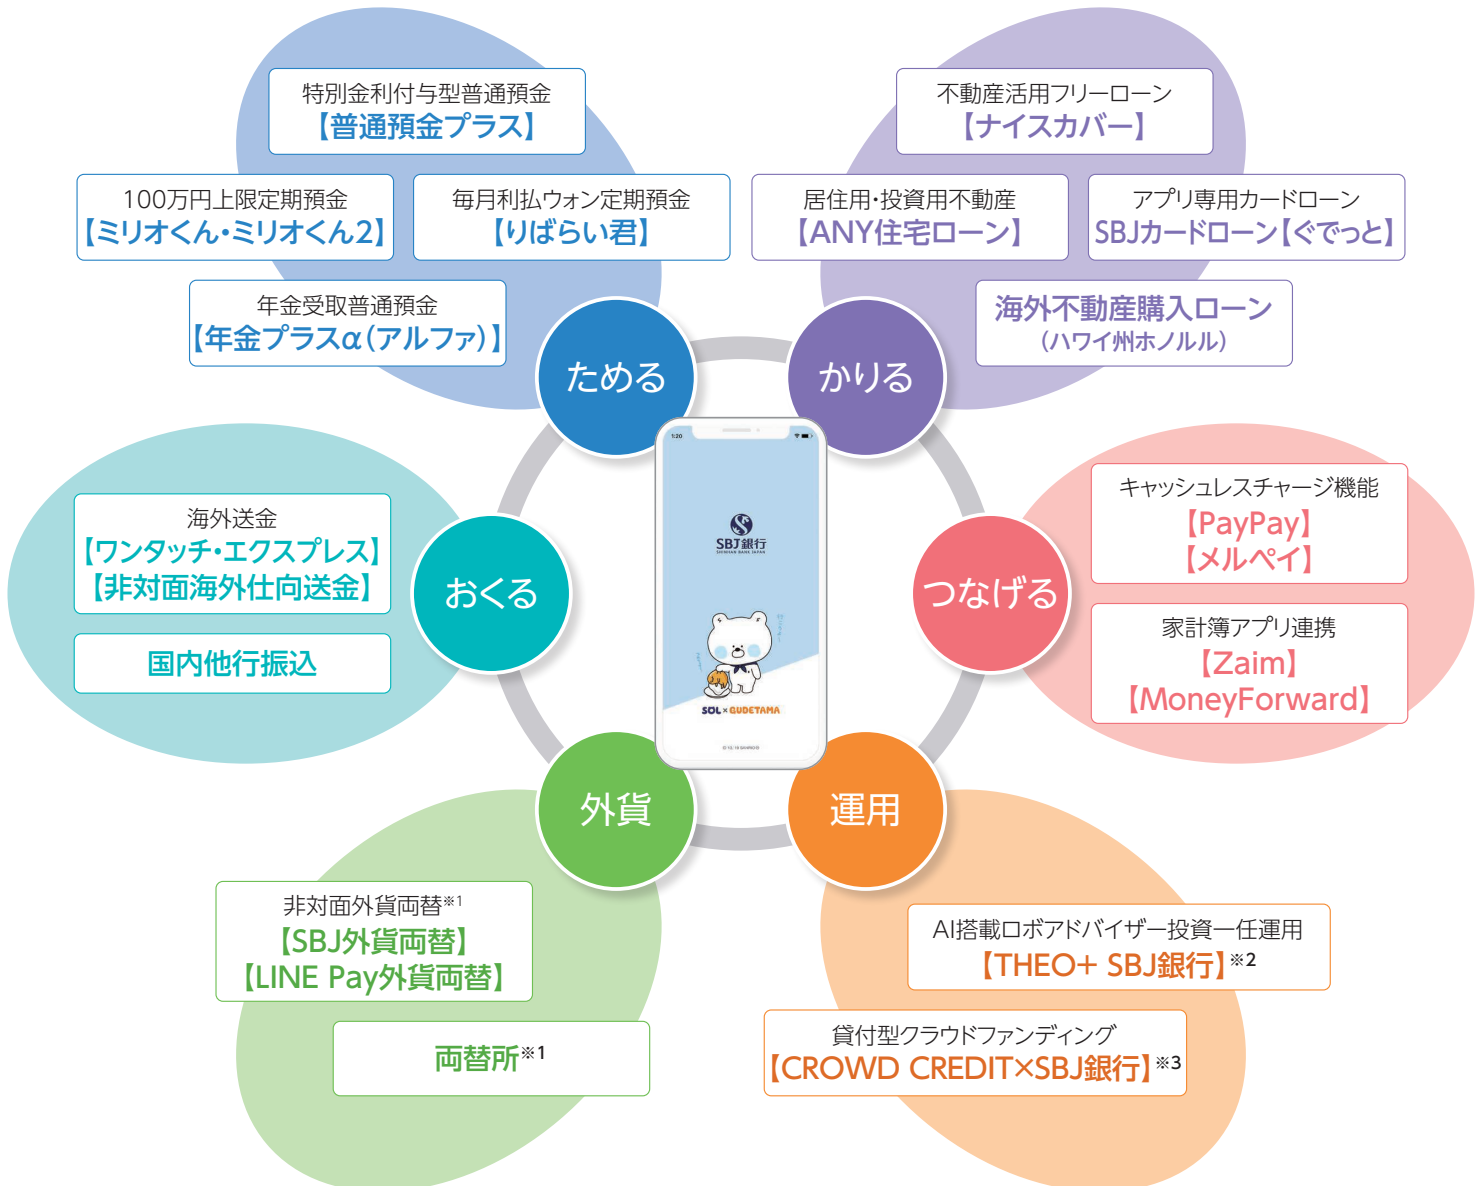 特別金利付与型普通預金
【普通預金プラス】
100万円上限定期預金
【ミリオくん・ミリオくん2】
毎月利払ウォン定期預金
【りばらい君】
年金受取普通預金
【年金プラスα(アルファ)】
ためる
不動産活用フリーローン
【ナイスカバー】
居住用・投資用不動産
【ANY住宅ローン】
アプリ専用カードローン
SBJカードローン【ぐでっと】
海外不動産購入ローン
(ハワイ州ホノルル)
かりる
海外送金
【ワンタッチ・エクスプレス】
【非対面海外仕向送金】
国内他行振込
おくる
1:20
SBJ銀行
SHINHAN BANK JAPAN
SOL×GUDETAMA
つなげる
キャッシュレスチャージ機能
【PayPay】
【メルペイ】
家計簿アプリ連携
【Zaim】
【MoneyForward】
外貨
非対面外貨両替※1
【SBJ外貨両替】
【LINE Pay外貨両替】
両替所※1
運用
AI搭載ロボアドバイザー投資一任運用
【THEO+ SBJ銀行】※2
貸付型クラウドファンディング
【CROWD CREDIT×SBJ銀行】※3